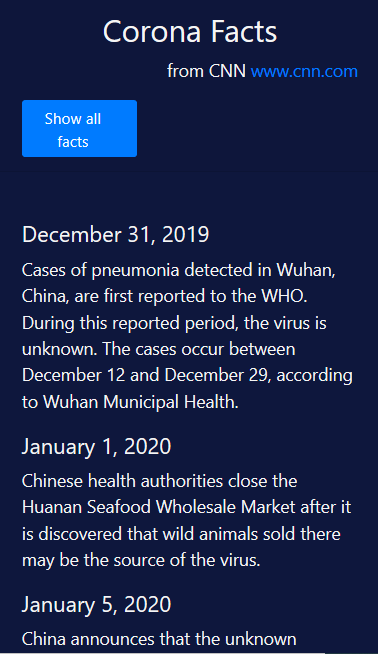 Corona Facts
from CNN www.cnn.com
Show all
facts
December 31, 2019
Cases of pneumonia detected in Wuhan,
China, are first reported to the WHO.
During this reported period, the virus is
unknown. The cases occur between
December 12 and December 29, according
to Wuhan Municipal Health.
January 1, 2020
Chinese health authorities close the
Huanan Seafood Wholesale Market after it
is discovered that wild animals sold there
may be the source of the virus.
January 5, 2020
China announces that the unknown